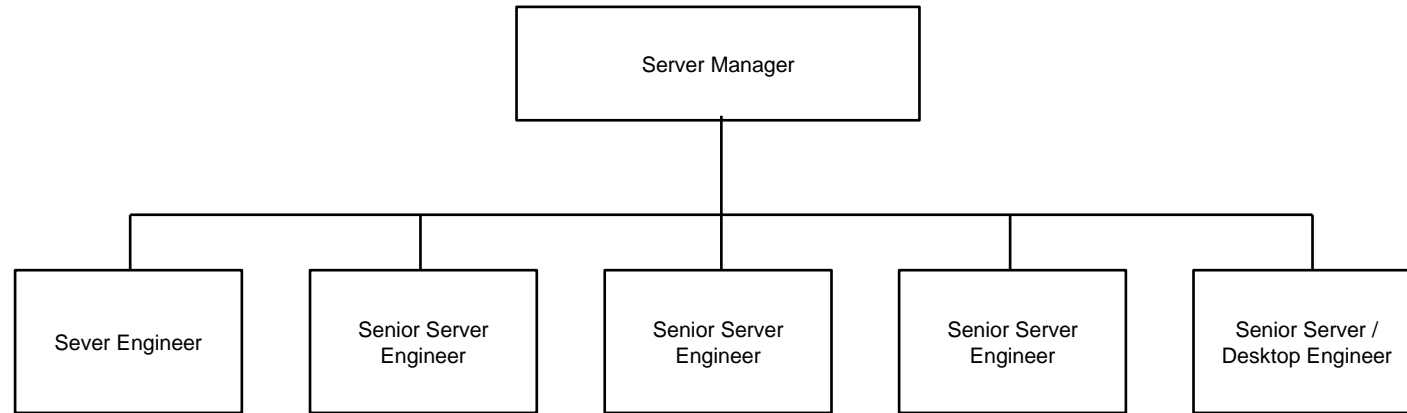 Server Manager
Sever Engineer
Senior Server
Engineer
Senior Server
Engineer
Senior Server
Engineer
Senior Server /
Desktop Engineer